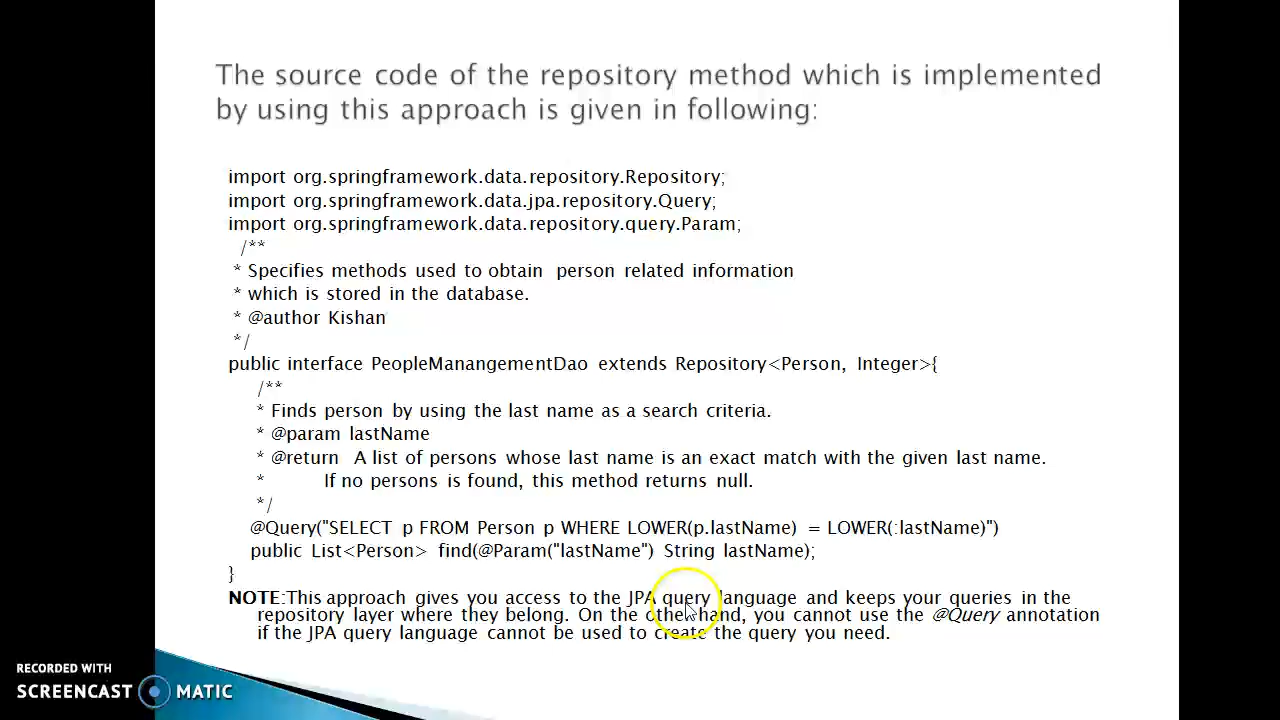 The source code of the repository method which is implemented
by using this approach is given in following:
import org.springframework.data.repository.Repository;
import org.springframework.data.jpa.repository.Query;
import org.springframework.data.repository.query.Param;
/**
* Specifies methods used to obtain person related information
* which is stored in the database.
* @author Kishan
*/
public interface PeopleManangementDao extends Repository<Person, Integer>{
/**
* Finds person by using the last name as a search criteria.
* @param lastName
* @return A list of persons whose last name is an exact match with the given last name.
* If no persons is found, this method returns null.
*/
@Query("SELECT p FROM Person p WHERE LOWER(p.lastName) = LOWER(:lastName)")
public List<Person> find(@Param("lastName") String lastName);
}
NOTE:This approach gives you access to the JPA query language and keeps your queries in the
repository layer where they belong. On the other hand, you cannot use the @Query annotation
if the JPA query language cannot be used to create the query you need.
RECORDED WITH
SCREENCAST MATIC